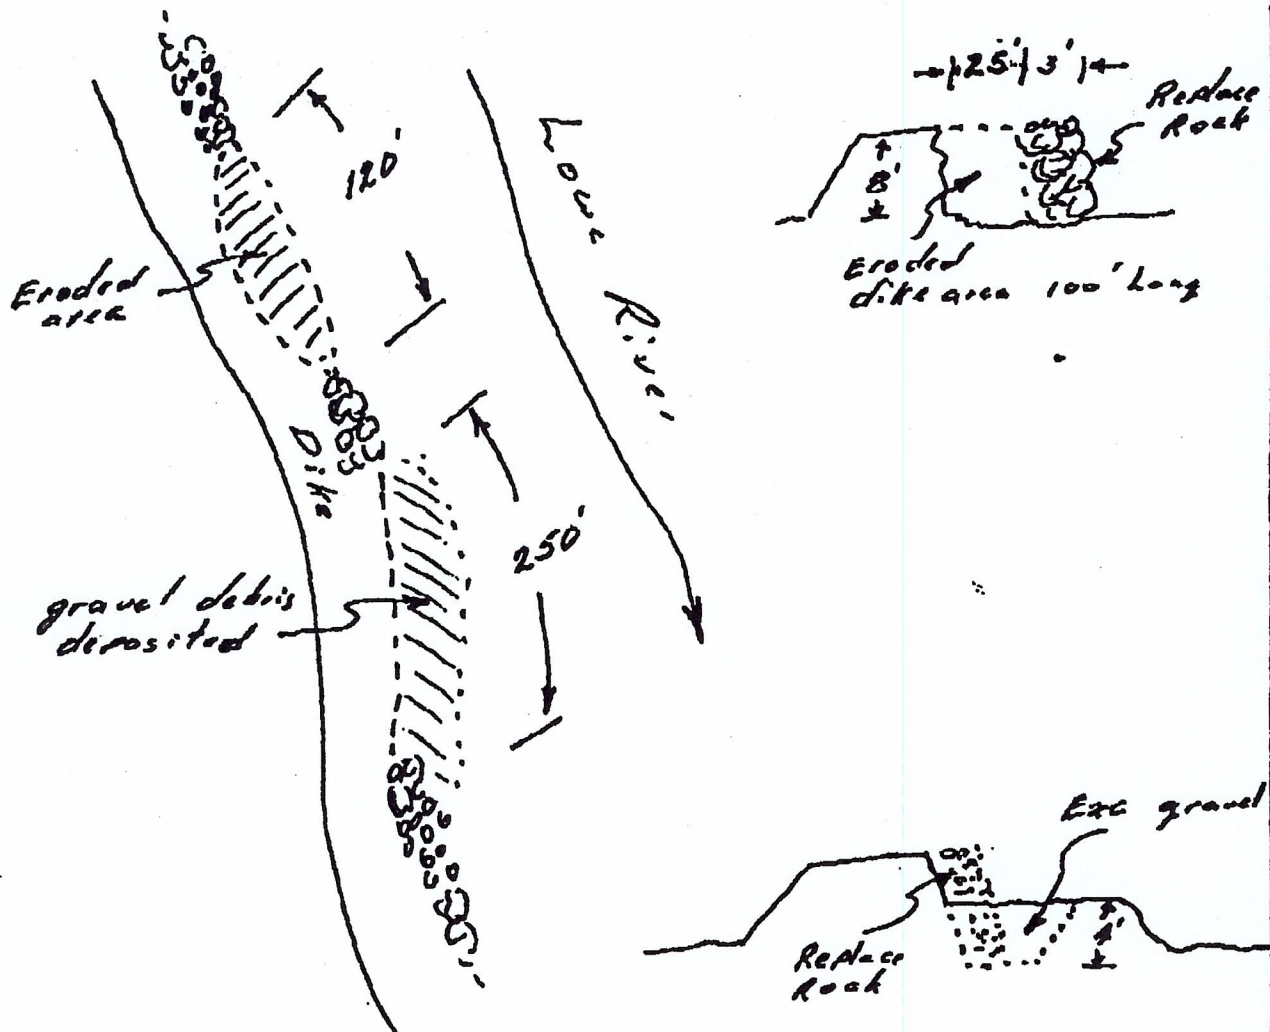 120'
Lowe River
Eroded
area
Dike
250'
gravel debris
deposited
25' 3'
Replace
Rock
8'
Eroded
dike area 100' Long
Exc gravel
Replace
Rock
4'